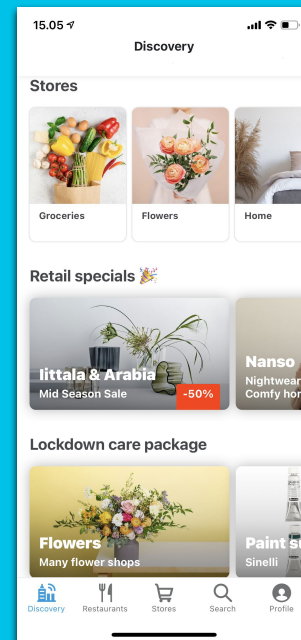 15.05
Discovery
Stores
Groceries
Flowers
Home
Retail specials 🎉
Iittala & Arabia
Mid Season Sale
-50%
Nanso
Nightwear
Comfy hom
Lockdown care package
Flowers
Many flower shops
Paint su
Sinelli
Discovery
Restaurants
Stores
Search
Profile